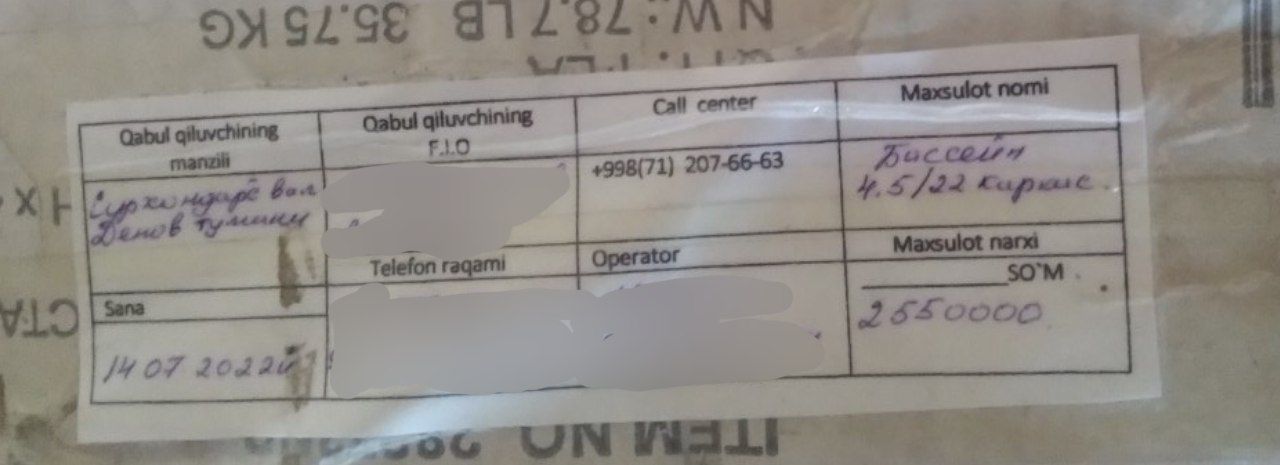 N.W: 78.7 LB 35.75 KG
Qabul qiluvchining
manzili
Qabul qiluvchining
F.I.O
Call center
Maxsulot nomi
Сурхондарё вил
Денов тумини
+998(71) 207-66-63
Бассейн
4.5/22 каркас.
Telefon raqami
Operator
Maxsulot narxi
SO`M
Sana
14 07 2022й
2550000
ITEM NO